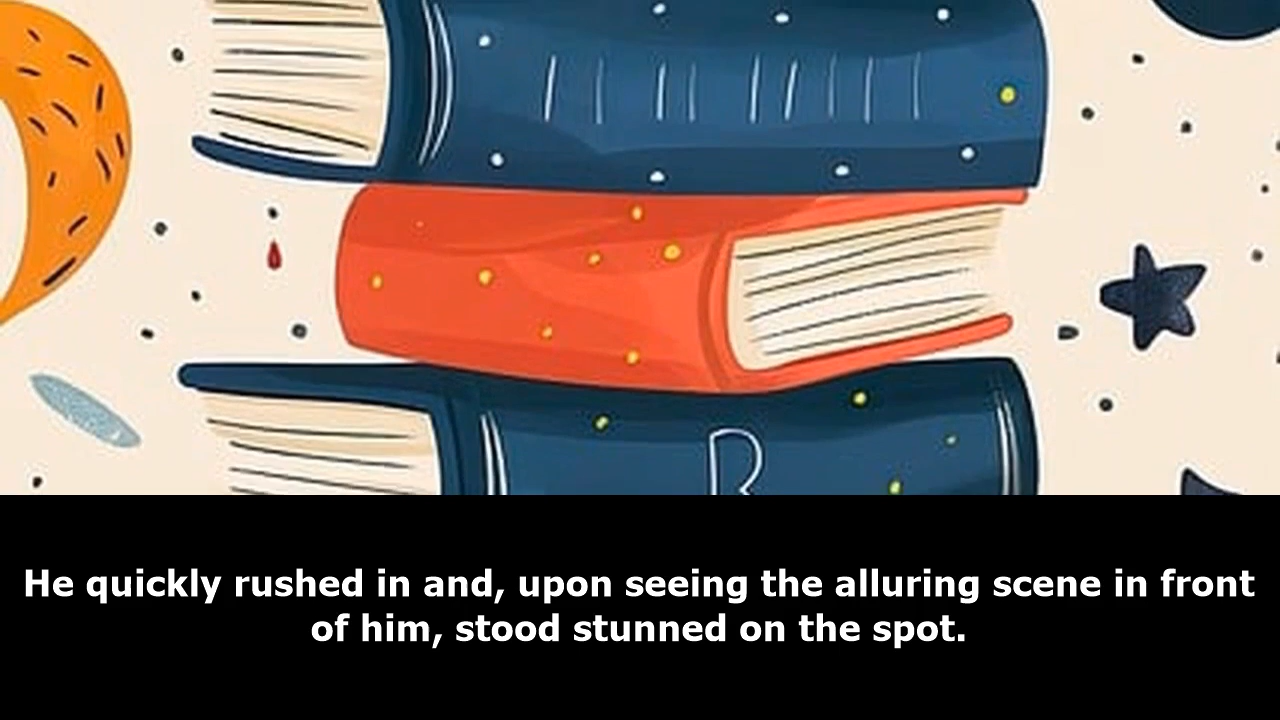 B
He quickly rushed in and, upon seeing the alluring scene in front
of him, stood stunned on the spot.